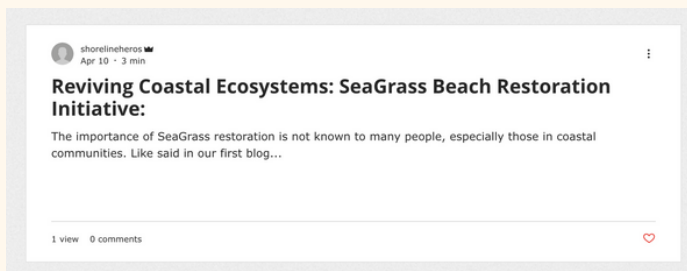 shorelineheros
Apr 10 · 3 min
Reviving Coastal Ecosystems: SeaGrass Beach Restoration
Initiative:
The importance of SeaGrass restoration is not known to many people, especially those in coastal
communities. Like said in our first blog...
1 view 0 comments